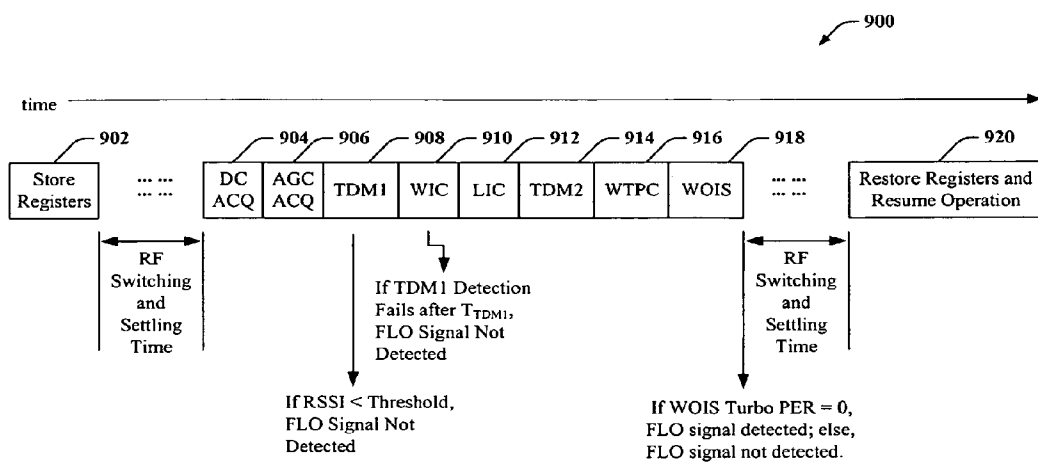 900
time
902
904
906
908
910
912
914
916
918
920
Store
Registers
... ...
... ...
DC
ACQ
AGC
ACQ
TDM1
WIC
LIC
TDM2
WTPC
WOIS
... ...
... ...
Restore Registers and
Resume Operation
RF
Switching
and
Settling
Time
If TDM1 Detection
Fails after TTDM1,
FLO Signal Not
Detected
RF
Switching
and
Settling
Time
If RSSI < Threshold,
FLO Signal Not
Detected
If WOIS Turbo PER = 0,
FLO signal detected; else,
FLO signal not detected.